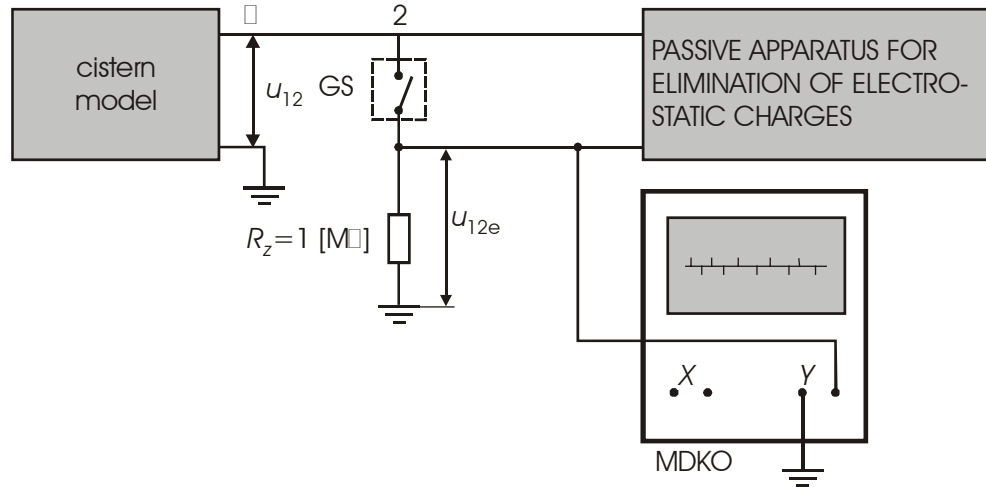 □ 2
cistern
model
u12 GS
PASSIVE APPARATUS FOR
ELIMINATION OF ELECTRO-
STATIC CHARGES
Rz=1 [M□]
u12e
X Y
MDKO